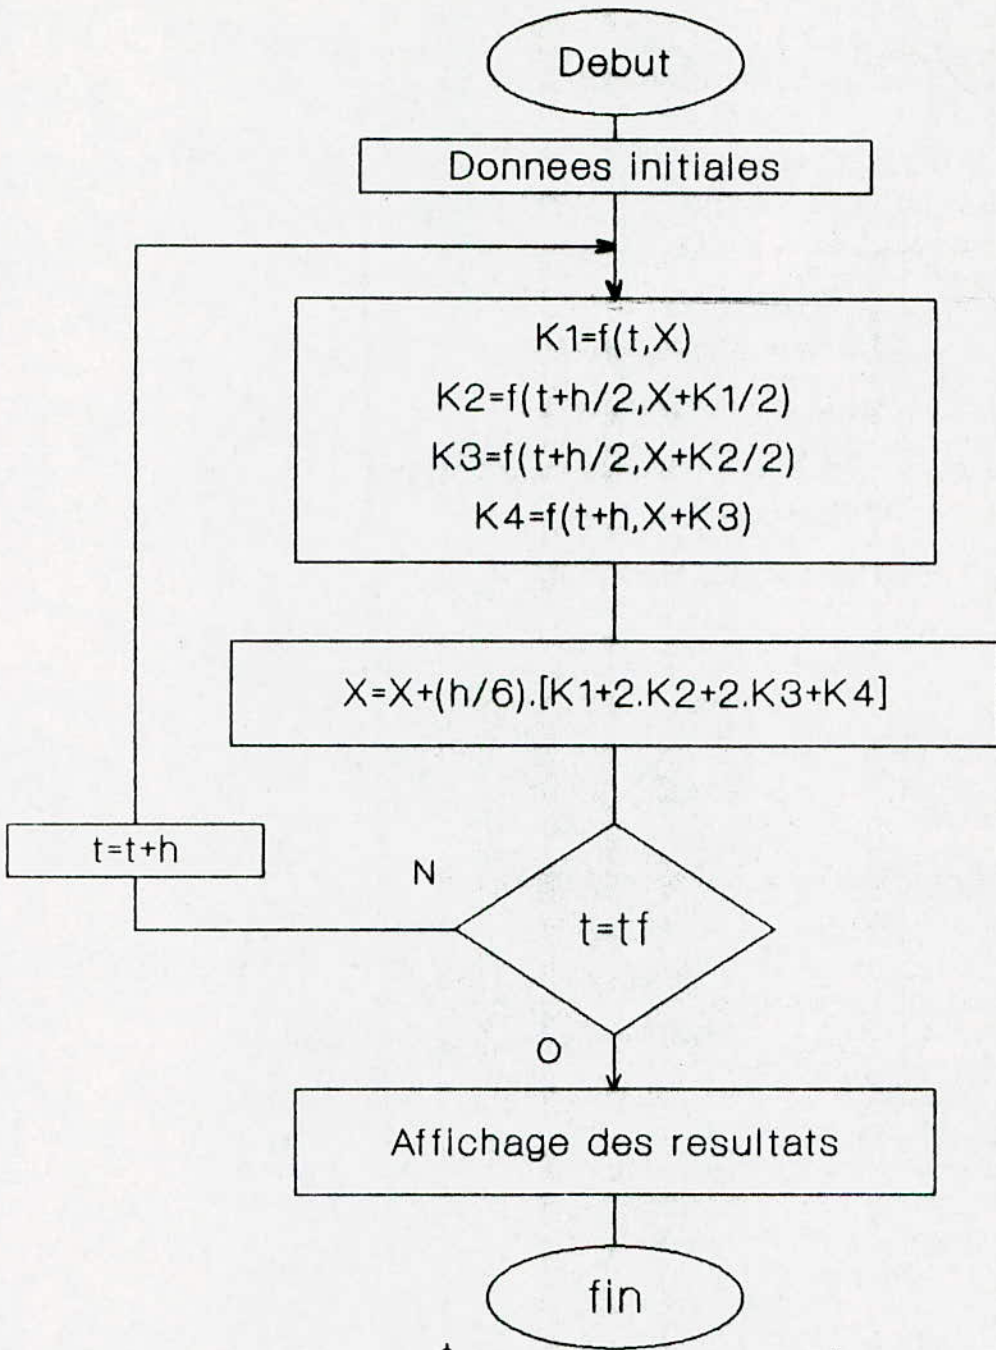 Debut
Donnees initiales
K1=f(t,X)
K2=f(t+h/2,X+K1/2)
K3=f(t+h/2,X+K2/2)
K4=f(t+h,X+K3)
X=X+(h/6).[K1+2.K2+2.K3+K4]
t=t+h
N
t=tf
O
Affichage des resultats
fin